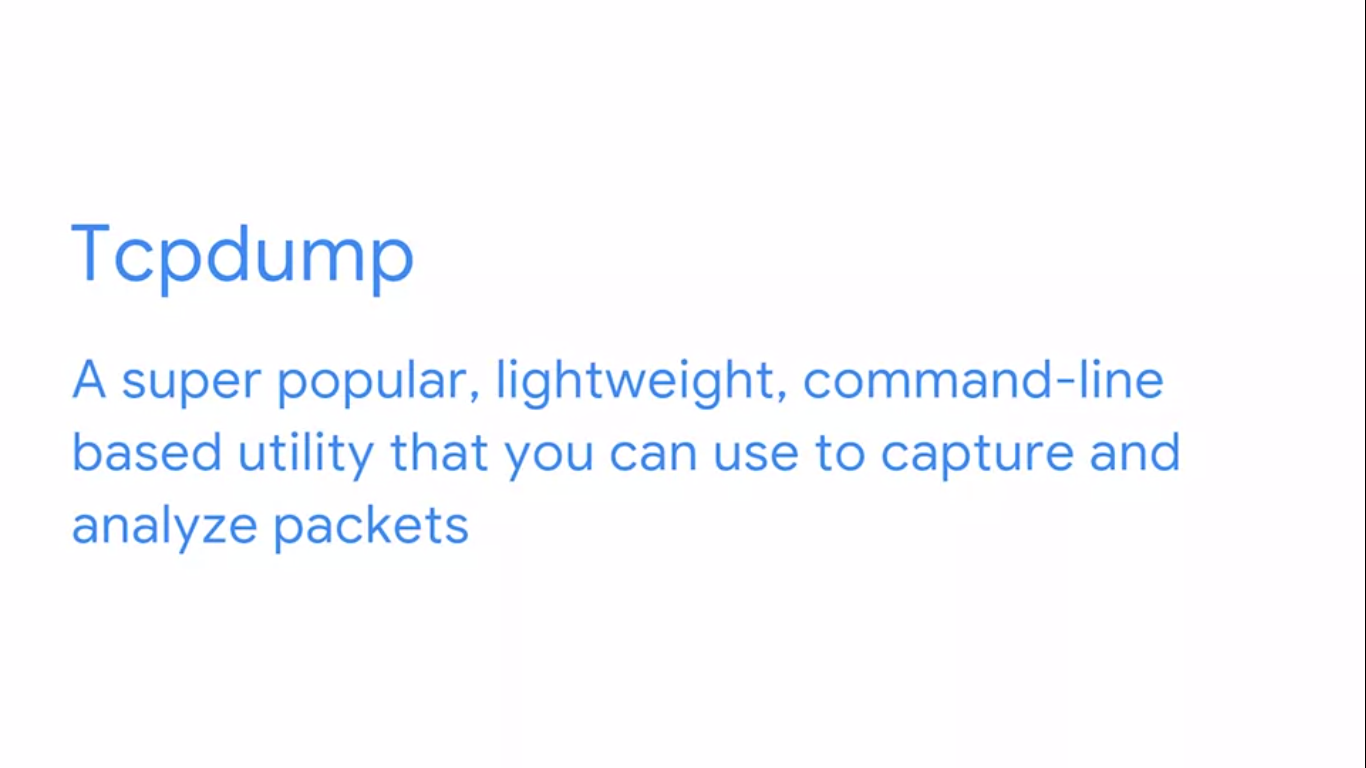 Tcpdump
A super popular, lightweight, command-line
based utility that you can use to capture and
analyze packets